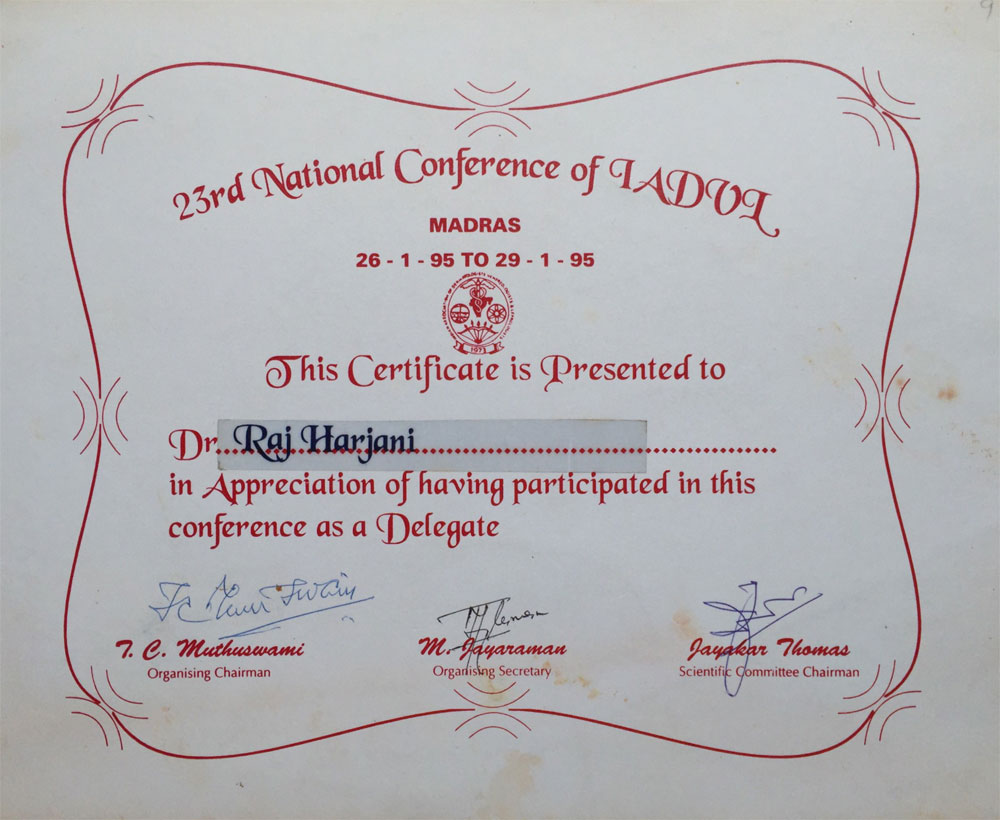 23rd National Conference of IADVL
MADRAS
26 - 1 - 95 TO 29 - 1 - 95
1973
This Certificate is Presented to
Dr. Raj Harjani
in Appreciation of having participated in this
conference as a Delegate
T. C. Muthuswami
Organising Chairman
M. Jayaraman
Organising Secretary
Jayakar Thomas
Scientific Committee Chairman